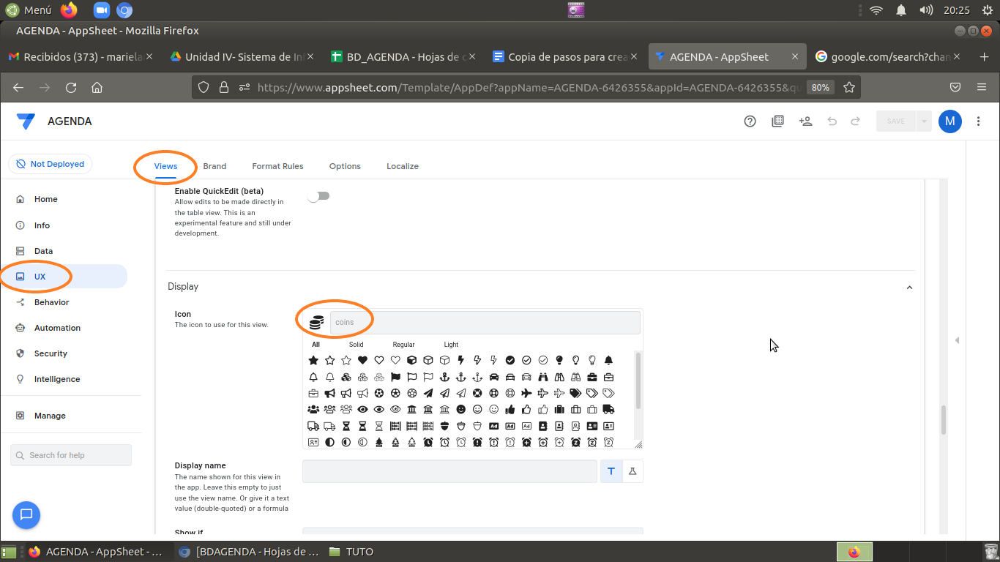 Menú
20:25
AGENDA - AppSheet - Mozilla Firefox
Recibidos (373) - mariela
Unidad IV- Sistema de Inf
BD_AGENDA - Hojas de c
Copia de pasos para crea
AGENDA - AppSheet
google.com/search?chan
https://www.appsheet.com/Template/AppDef?appName=AGENDA-6426355&appId=AGENDA-6426355&qu
80%
AGENDA
SAVE
M
Not Deployed
Views
Brand
Format Rules
Options
Localize
Home
Info
Data
UX
Behavior
Automation
Security
Intelligence
Manage
Search for help
Enable QuickEdit (beta)
Allow edits to be made directly in
the table view. This is an
experimental feature and still under
development.
Display
Icon
The icon to use for this view.
coins
All
Solid
Regular
Light
Ad
Ad
Ad
Display name
The name shown for this view in
the app. Leave this empty to just
use the view name. Or give it a text
value (double-quoted) or a formula
T
Show if
AGENDA - AppSheet - ...
[BDAGENDA - Hojas de ...
TUTO